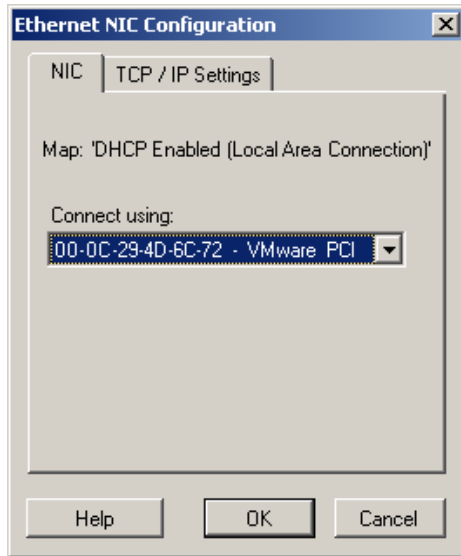 Ethernet NIC Configuration
NIC
TCP / IP Settings
Map: 'DHCP Enabled (Local Area Connection)'
Connect using:
00-0C-29-4D-6C-72 - VMware PCI
Help
OK
Cancel